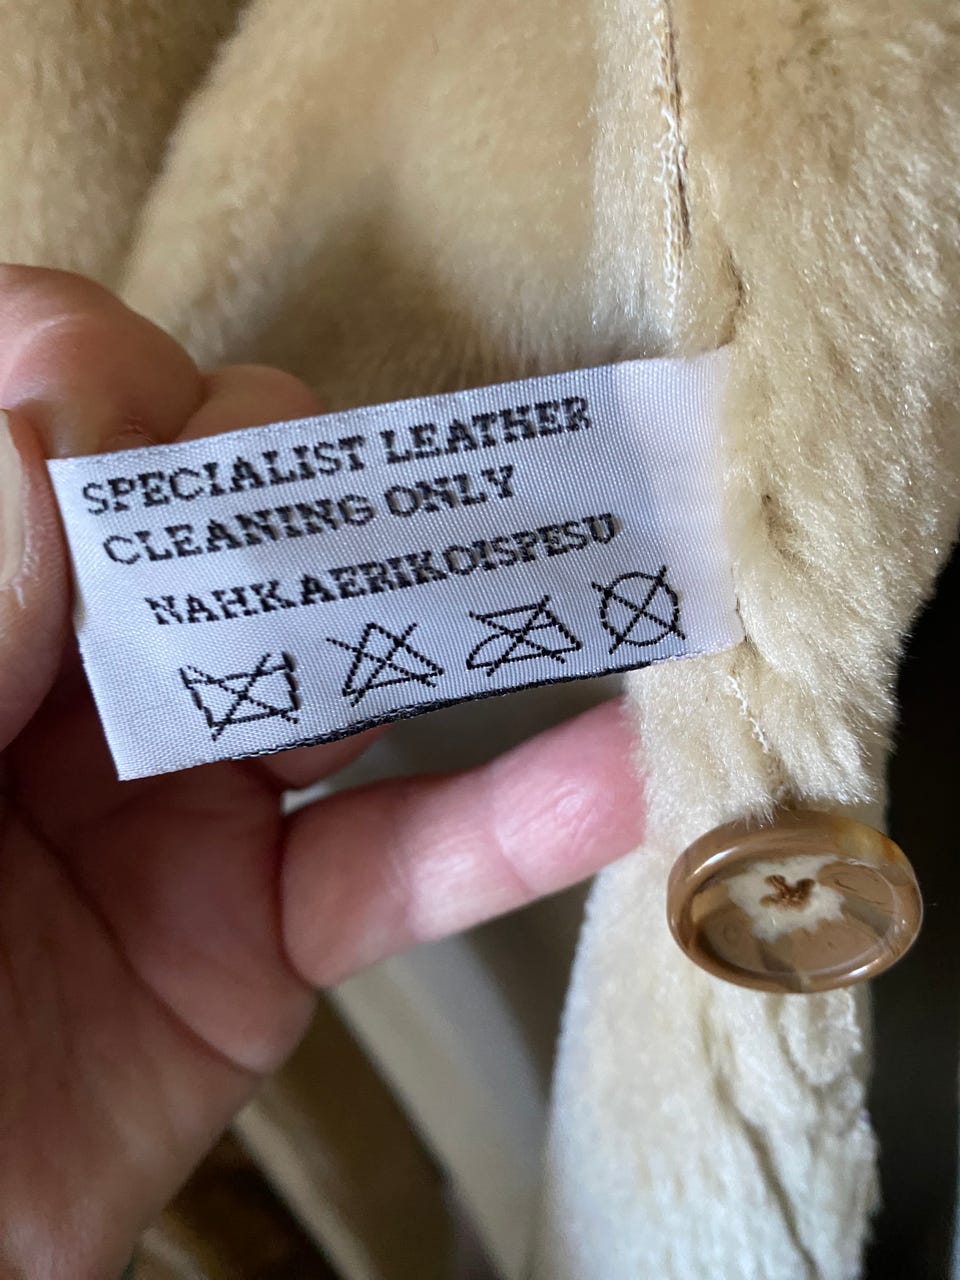 SPECIALIST LEATHER
CLEANING ONLY
NAHKAERIKOISPESU